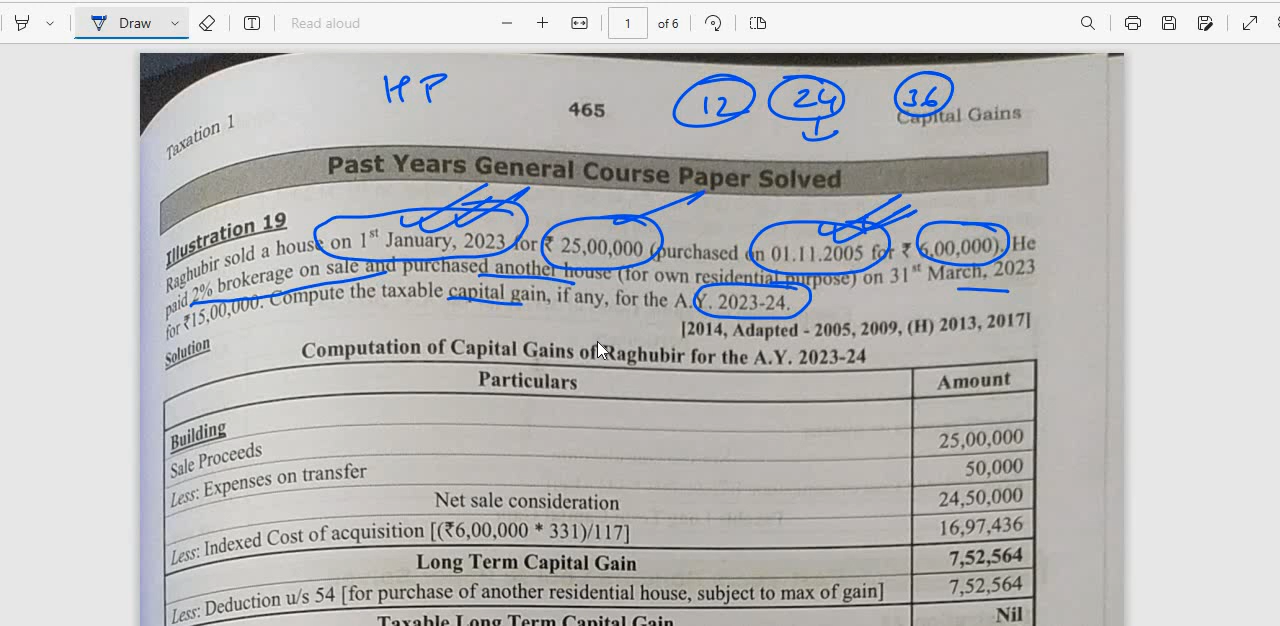 Draw
Read aloud
1
of 6
H P
12
24
36
Taxation 1
465
Capital Gains
Past Years General Course Paper Solved
Illustration 19
Raghubir sold a house on 1st January, 2023 for ₹ 25,00,000 (purchased on 01.11.2005 for ₹ 6,00,000). He
paid 2% brokerage on sale and purchased another house (for own residential purpose) on 31st March, 2023
for ₹15,00,000. Compute the taxable capital gain, if any, for the A.Y. 2023-24.
[2014, Adapted - 2005, 2009, (H) 2013, 2017]
Solution
Computation of Capital Gains of Raghubir for the A.Y. 2023-24
Particulars Amount
Building
Sale Proceeds 25,00,000
Less: Expenses on transfer 50,000
Net sale consideration 24,50,000
Less: Indexed Cost of acquisition [(₹6,00,000 * 331)/117] 16,97,436
Long Term Capital Gain 7,52,564
Less: Deduction u/s 54 [for purchase of another residential house, subject to max of gain] 7,52,564
Taxable Long Term Capital Gain Nil